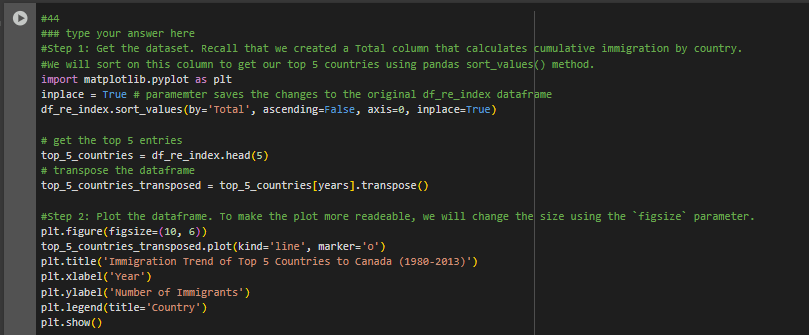 #44
### type your answer here
#Step 1: Get the dataset. Recall that we created a Total column that calculates cumulative immigration by country.
#We will sort on this column to get our top 5 countries using pandas sort_values() method.
import matplotlib.pyplot as plt
inplace = True # paramemter saves the changes to the original df_re_index dataframe
df_re_index.sort_values(by='Total', ascending=False, axis=0, inplace=True)

# get the top 5 entries
top_5_countries = df_re_index.head(5)
# transpose the dataframe
top_5_countries_transposed = top_5_countries[years].transpose()

#Step 2: Plot the dataframe. To make the plot more readeable, we will change the size using the `figsize` parameter.
plt.figure(figsize=(10, 6))
top_5_countries_transposed.plot(kind='line', marker='o')
plt.title('Immigration Trend of Top 5 Countries to Canada (1980-2013)')
plt.xlabel('Year')
plt.ylabel('Number of Immigrants')
plt.legend(title='Country')
plt.show()